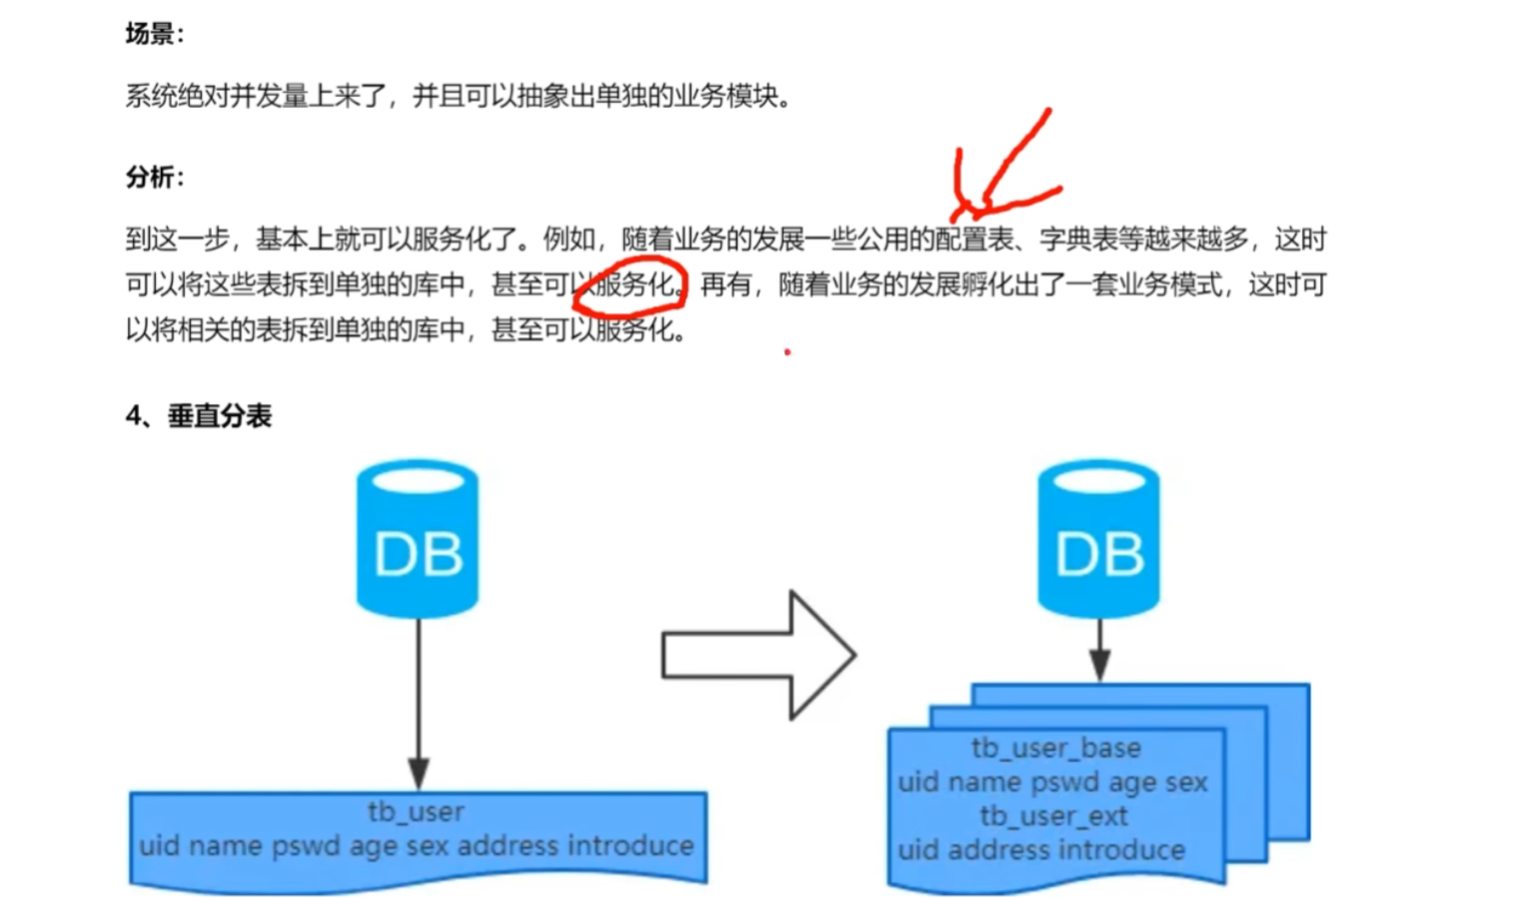 场景：
系统绝对并发量上来了，并且可以抽象出单独的业务模块。
分析：
到这一步，基本上就可以服务化了。例如，随着业务的发展一些公用的配置表、字典表等越来越多，这时
可以将这些表拆到单独的库中，甚至可以服务化。再有，随着业务的发展孵化出了一套业务模式，这时可
以将相关的表拆到单独的库中，甚至可以服务化。
4、垂直分表
DB
DB
tb_user
uid name pswd age sex address introduce
tb_user_base
uid name pswd age sex
tb_user_ext
uid address introduce